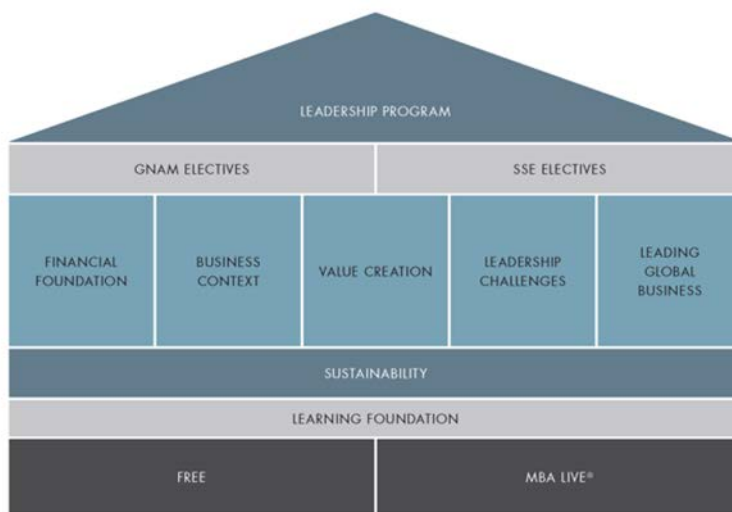 LEADERSHIP PROGRAM
GNAM ELECTIVES
SSE ELECTIVES
FINANCIAL
FOUNDATION
BUSINESS
CONTEXT
VALUE CREATION
LEADERSHIP
CHALLENGES
LEADING
GLOBAL
BUSINESS
SUSTAINABILITY
LEARNING FOUNDATION
FREE
MBA LIVE®